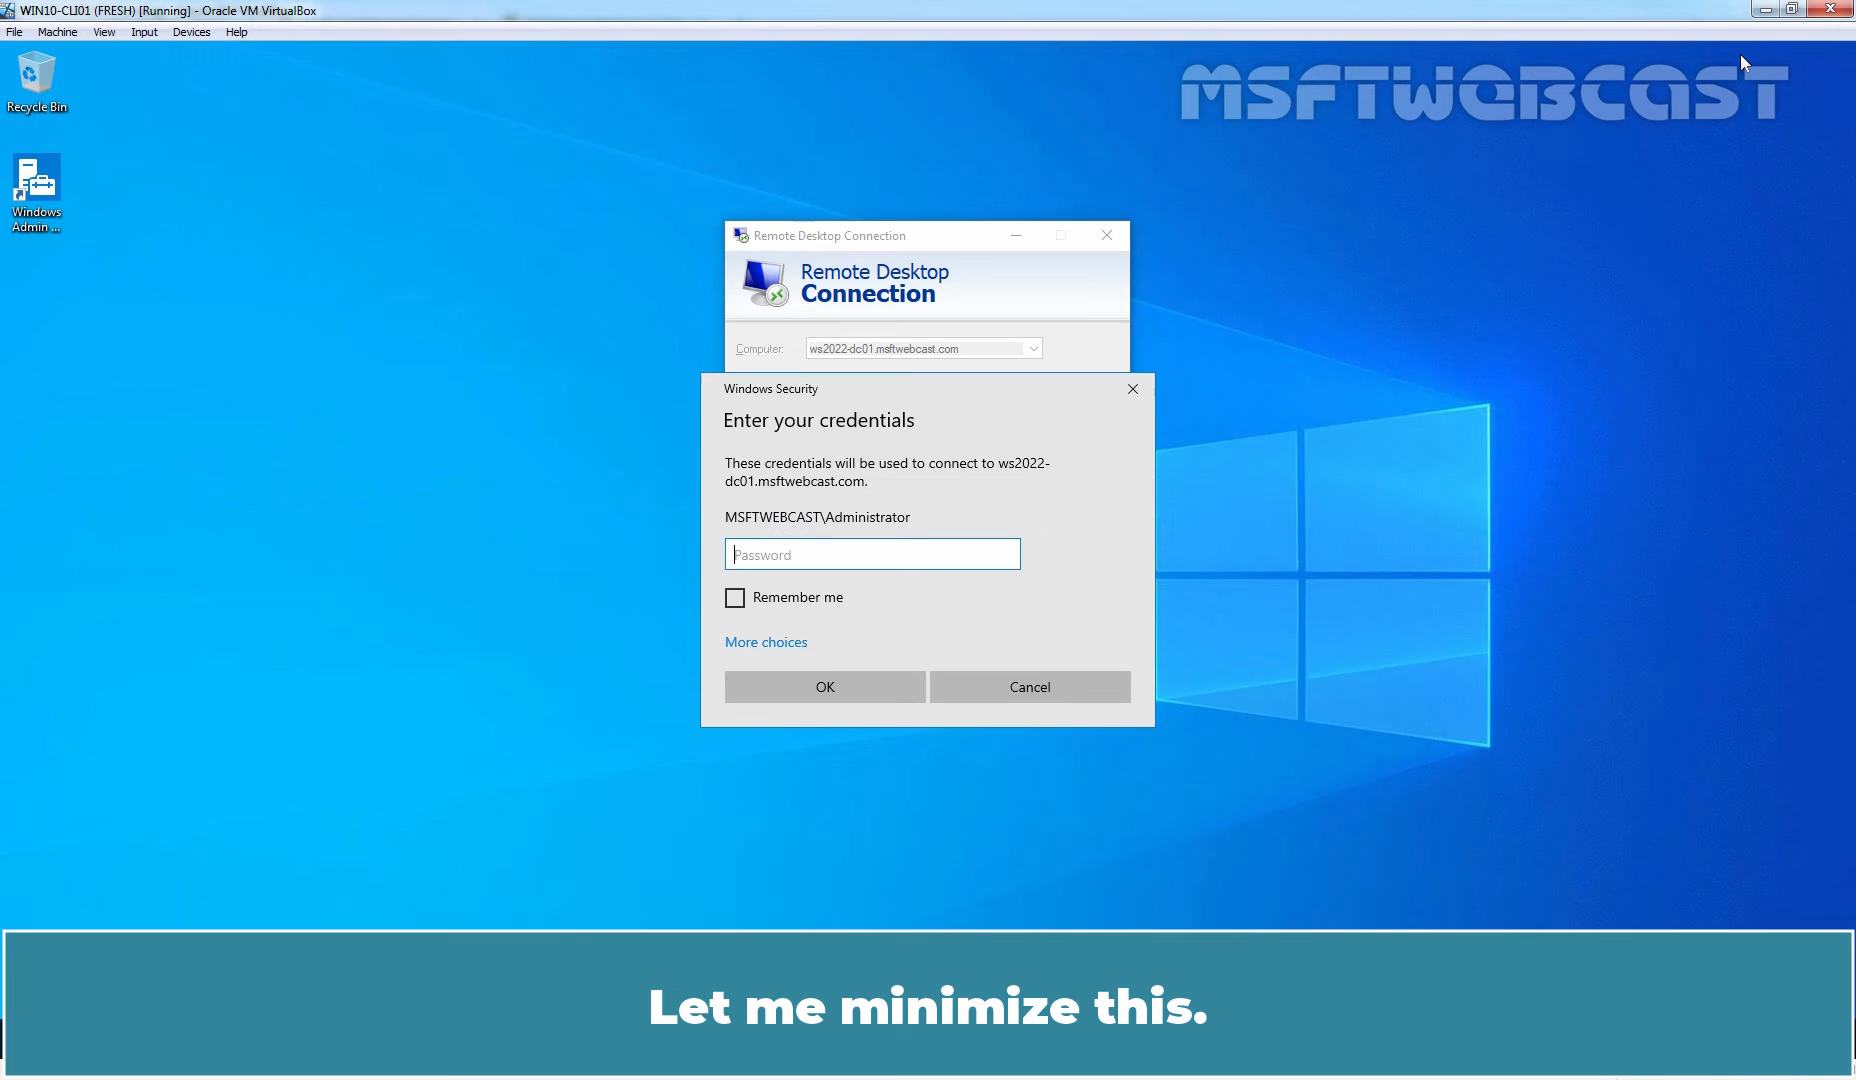 WIN10-CLI01 (FRESH) [Running] - Oracle VM VirtualBox
File Machine View Input Devices Help
MSFTWEBCAST
Recycle Bin
Windows
Admin ...
Remote Desktop Connection
Remote Desktop
Connection
Computer: ws2022-dc01.msftwebcast.com
Windows Security
Enter your credentials
These credentials will be used to connect to ws2022-
dc01.msftwebcast.com.
MSFTWEBCAST\Administrator
Password
Remember me
More choices
OK Cancel
Let me minimize this.